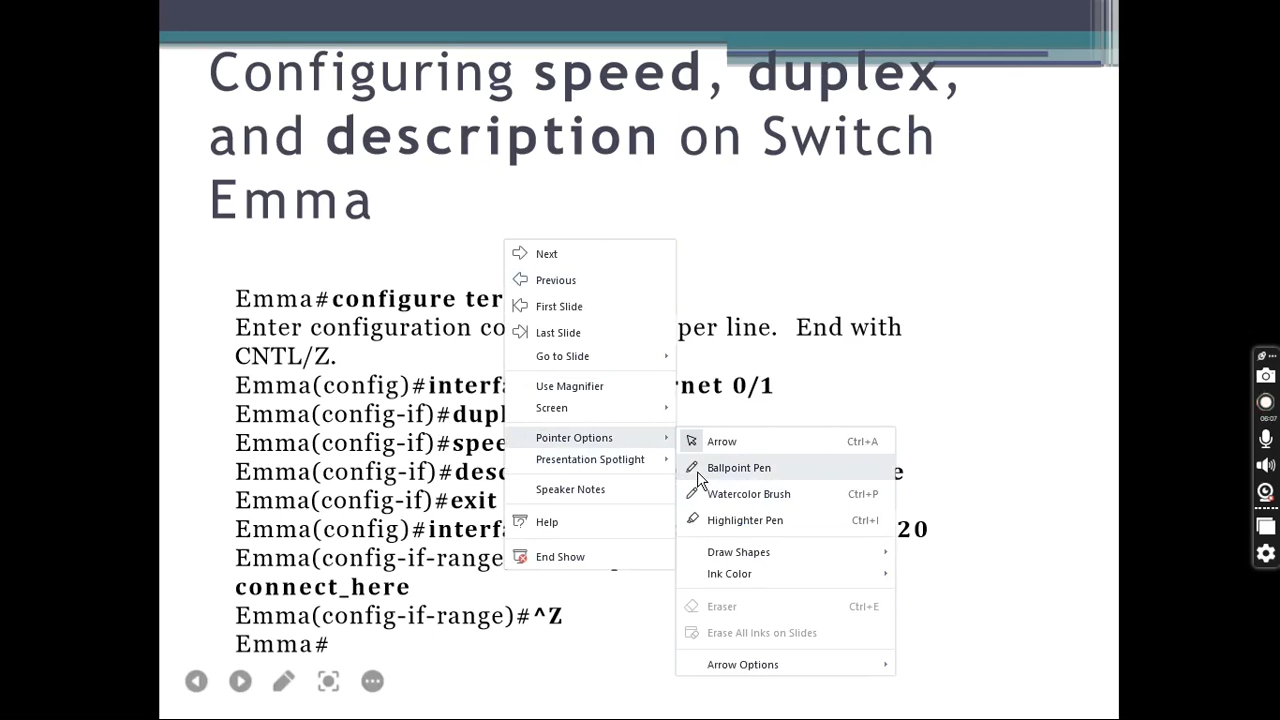 Configuring speed, duplex,
and description on Switch
Emma
Emma#configure ter
Enter configuration co per line. End with
CNTL/Z.
Emma(config)#interf rnet 0/1
Emma(config-if)#dupl
Emma(config-if)#spee
Emma(config-if)#desc e
Emma(config-if)#exit
Emma(config)#interf 20
Emma(config-if-range)
connect_here
Emma(config-if-range)#^Z
Emma#
Next
Previous
First Slide
Last Slide
Go to Slide
Use Magnifier
Screen
Pointer Options
Presentation Spotlight
Speaker Notes
Help
End Show
Arrow Ctrl+A
Ballpoint Pen
Watercolor Brush Ctrl+P
Highlighter Pen Ctrl+I
Draw Shapes
Ink Color
Eraser Ctrl+E
Erase All Inks on Slides
Arrow Options